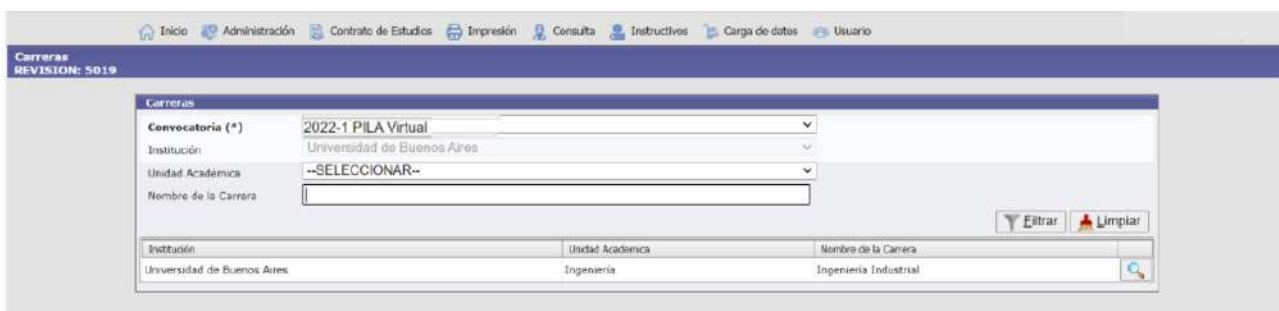 Inicio Administración Contrato de Estudios Impresión Consulta Instructivos Carga de datos Usuario
Carreras
REVISION: 5019
Carreras
Convocatoria (*) 2022-1 PILA Virtual
Institución Universidad de Buenos Aires
Unidad Academica --SELECCIONAR--
Nombre de la Carrera
Filtrar Limpiar
Institución Unidad Academica Nombre de la Carrera
Universidad de Buenos Aires Ingeniería Ingeniería Industrial